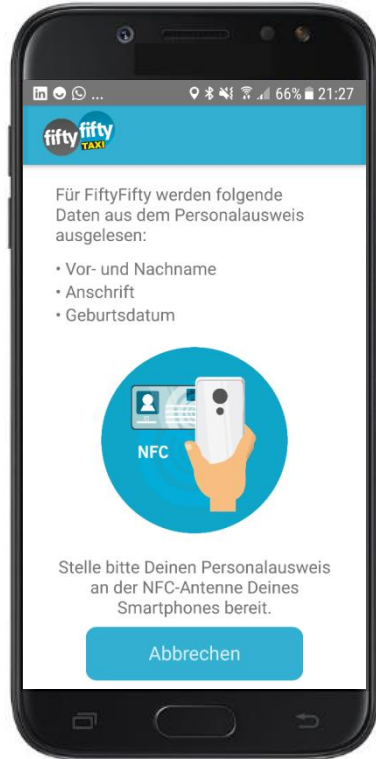 in ... 66% 21:27
fifty fifty
TAXI
Für FiftyFifty werden folgende
Daten aus dem Personalausweis
ausgelesen:
• Vor- und Nachname
• Anschrift
• Geburtsdatum
NFC
Stelle bitte Deinen Personalausweis
an der NFC-Antenne Deines
Smartphones bereit.
Abbrechen